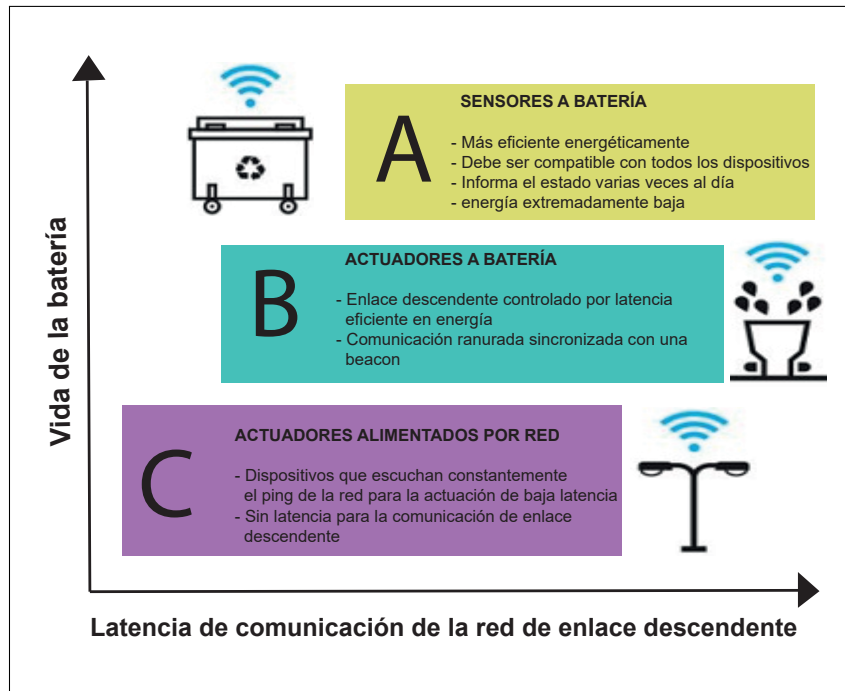 SENSORES A BATERÍA
A
- Más eficiente energéticamente
- Debe ser compatible con todos los dispositivos
- Informa el estado varias veces al día
- energía extremadamente baja
ACTUADORES A BATERÍA
B
- Enlace descendente controlado por latencia
eficiente en energía
- Comunicación ranurada sincronizada con una
beacon
ACTUADORES ALIMENTADOS POR RED
C
- Dispositivos que escuchan constantemente
el ping de la red para la actuación de baja latencia
- Sin latencia para la comunicación de enlace
descendente
Vida de la batería
Latencia de comunicación de la red de enlace descendente